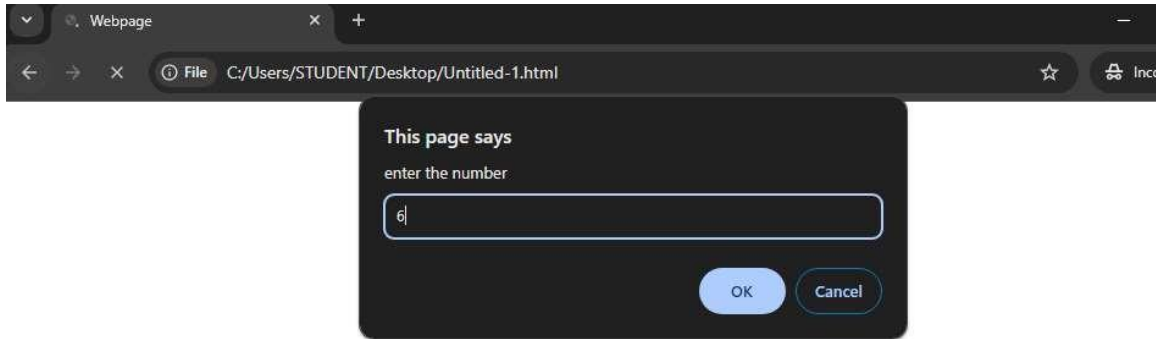 Webpage
File C:/Users/STUDENT/Desktop/Untitled-1.html
This page says
enter the number
6
OK Cancel